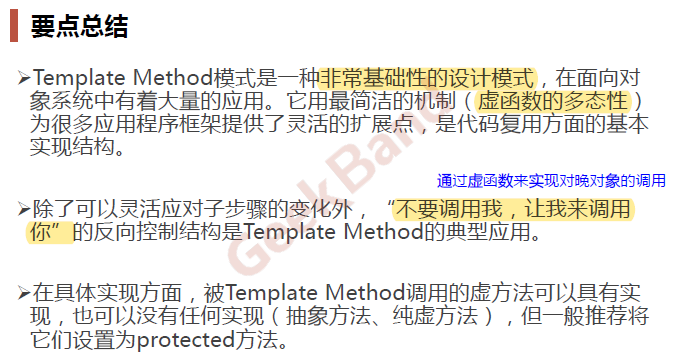 要点总结
➢Template Method模式是一种非常基础性的设计模式，在面向对
象系统中有着大量的应用。它用最简洁的机制（虚函数的多态性）
为很多应用程序框架提供了灵活的扩展点，是代码复用方面的基本
实现结构。
通过虚函数来实现对晚对象的调用
➢除了可以灵活应对子步骤的变化外，“不要调用我，让我来调用
你”的反向控制结构是Template Method的典型应用。
➢在具体实现方面，被Template Method调用的虚方法可以具有实
现，也可以没有任何实现（抽象方法、纯虚方法），但一般推荐将
它们设置为protected方法。
GeekBand